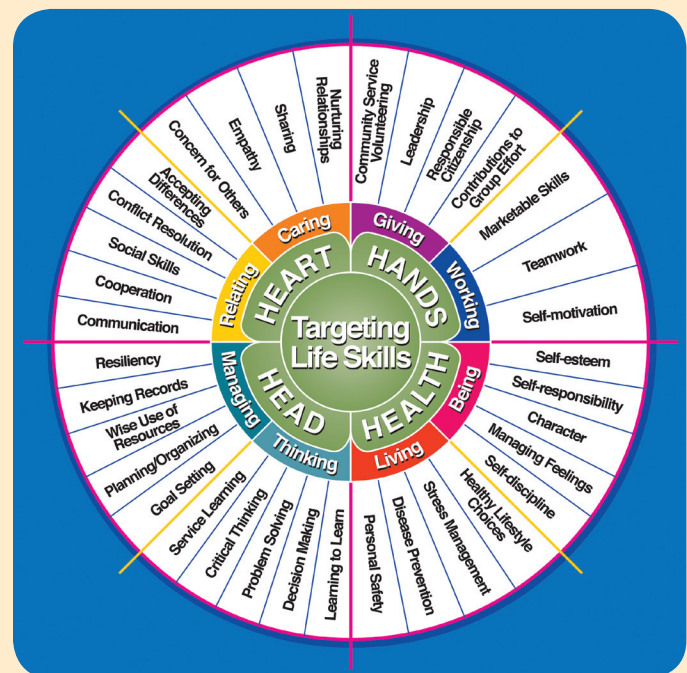 Targeting
Life Skills
HEART
HANDS
HEALTH
HEAD
Caring
Giving
Working
Being
Living
Thinking
Managing
Relating
Nurturing
Relationships
Sharing
Empathy
Concern for Others
Accepting
Differences
Conflict Resolution
Social Skills
Cooperation
Communication
Community Service
Volunteering
Leadership
Responsible
Citizenship
Contributions to
Group Effort
Marketable Skills
Teamwork
Self-motivation
Self-esteem
Self-responsibility
Character
Managing Feelings
Self-discipline
Healthy Lifestyle
Choices
Stress Management
Disease Prevention
Personal Safety
Learning to Learn
Decision Making
Problem Solving
Critical Thinking
Service Learning
Goal Setting
Planning/Organizing
Wise Use of
Resources
Keeping Records
Resiliency